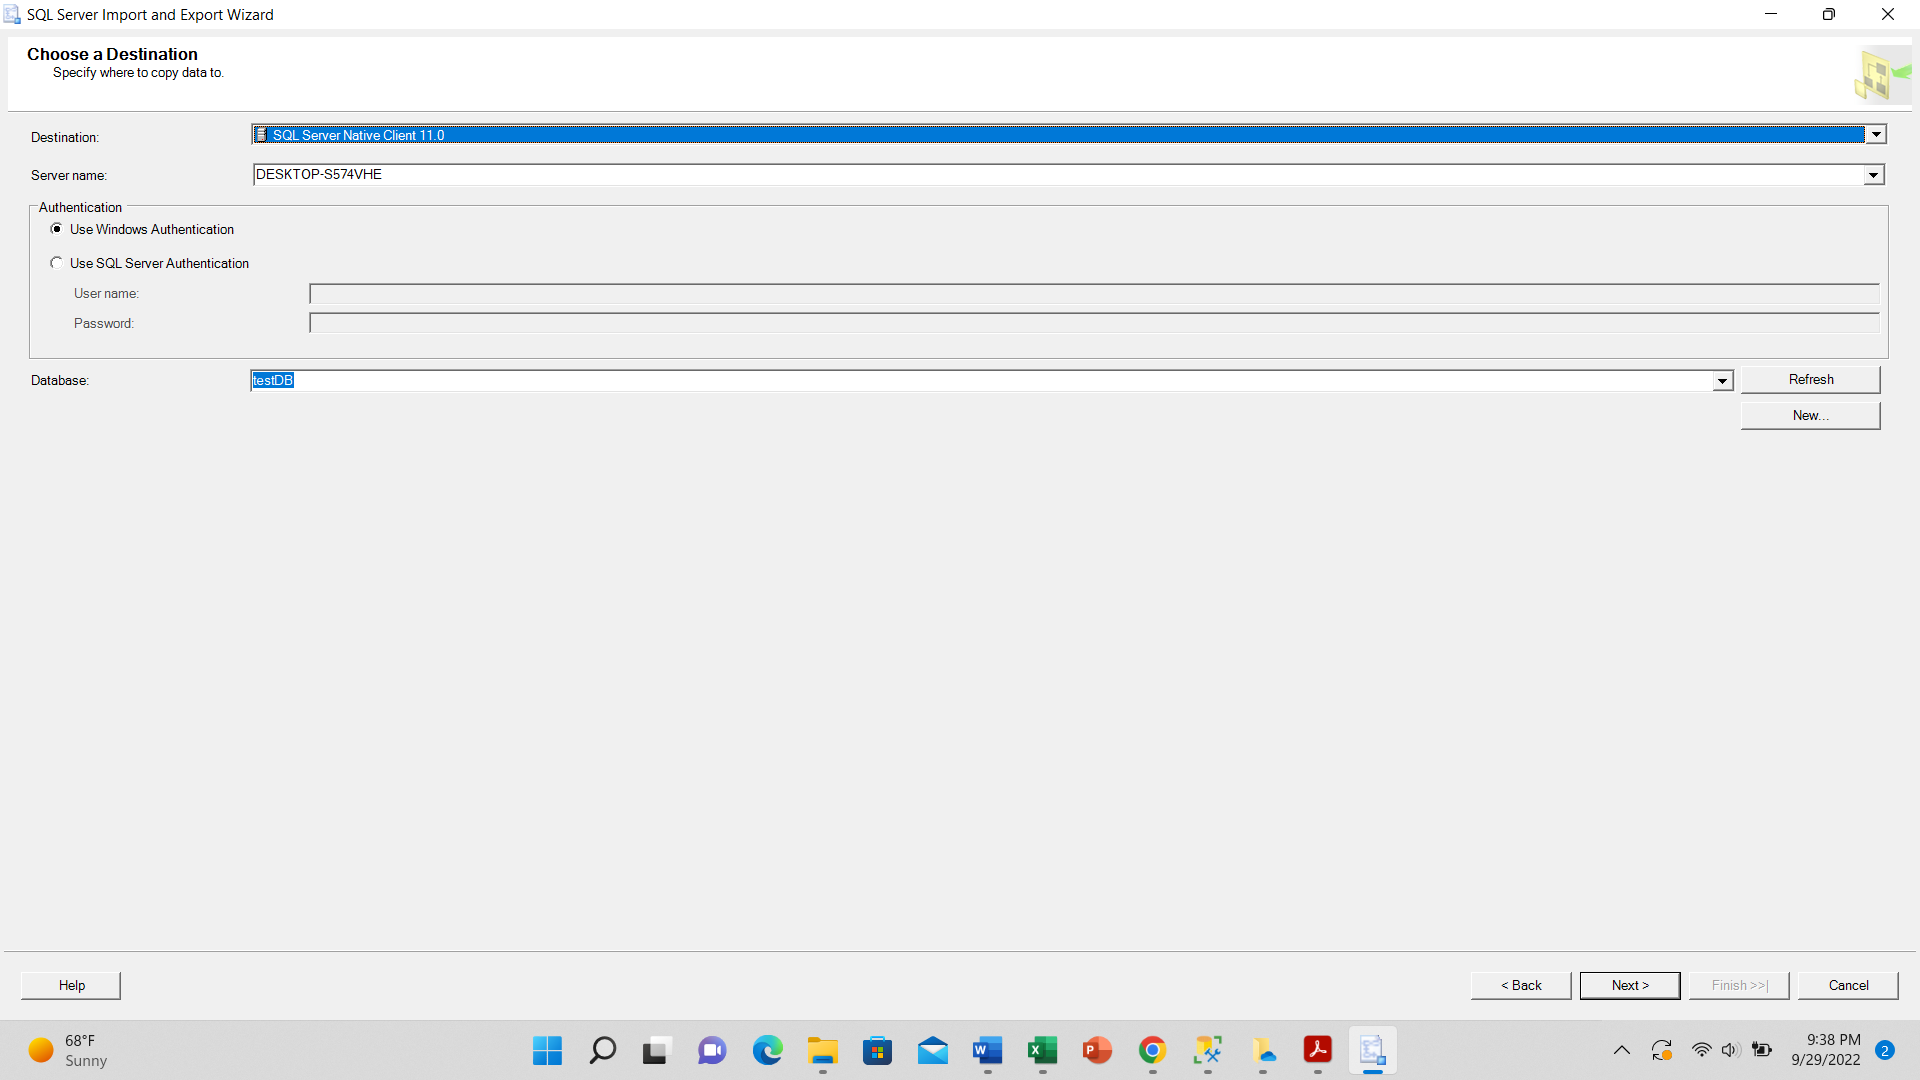 SQL Server Import and Export Wizard
Choose a Destination
Specify where to copy data to.
Destination: SQL Server Native Client 11.0
Server name: DESKTOP-S574VHE
Authentication
Use Windows Authentication
Use SQL Server Authentication
User name:
Password:
Database: testDB Refresh
New...
Help < Back Next > Finish >>| Cancel
68°F
Sunny
9:38 PM
9/29/2022
2